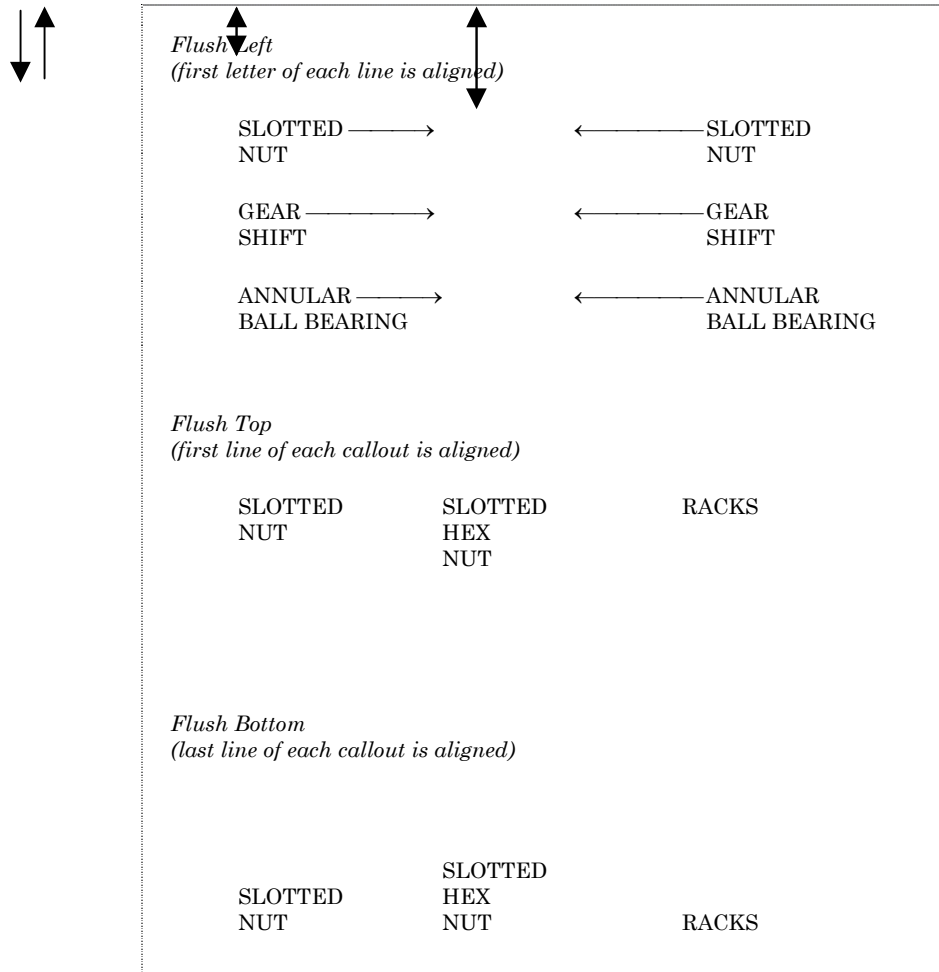 Flush Left
(first letter of each line is aligned)
SLOTTED SLOTTED
NUT NUT
GEAR GEAR
SHIFT SHIFT
ANNULAR ANNULAR
BALL BEARING BALL BEARING
Flush Top
(first line of each callout is aligned)
SLOTTED SLOTTED RACKS
NUT HEX
NUT
Flush Bottom
(last line of each callout is aligned)
SLOTTED
SLOTTED HEX
NUT NUT RACKS